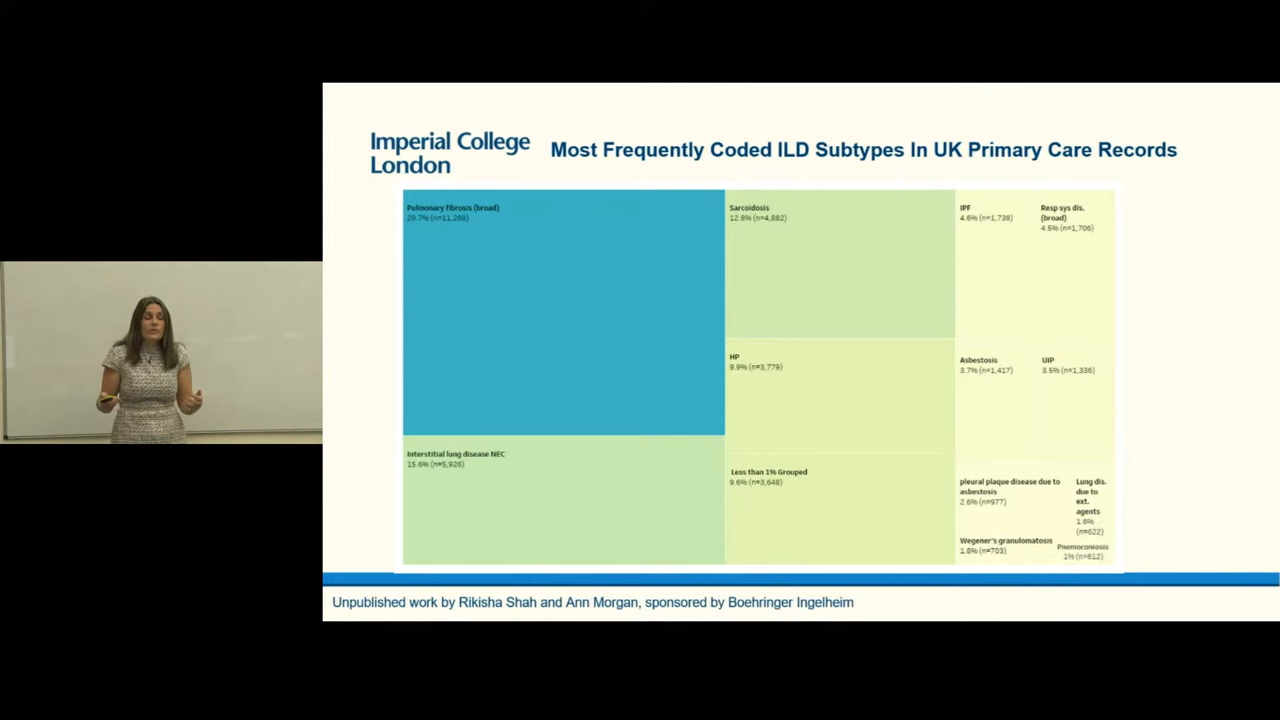 Imperial College
London
Most Frequently Coded ILD Subtypes In UK Primary Care Records
Pulmonary fibrosis (broad)
29.7% (n=11,268)
Interstitial lung disease NEC
15.6% (n=5,926)
Sarcoidosis
12.8% (n=4,882)
HP
9.9% (n=3,779)
Less than 1% Grouped
9.6% (n=3,648)
IPF
4.6% (n=1,738)
Resp sys dis.
(broad)
4.5% (n=1,706)
Asbestosis
3.7% (n=1,417)
UIP
3.5% (n=1,336)
pleural plaque disease due to
asbestosis
2.6% (n=977)
Lung dis.
due to
ext.
agents
1.6%
(n=622)
Wegener's granulomatosis
1.8% (n=703)
Pnemoconiosis
1% (n=612)
Unpublished work by Rikisha Shah and Ann Morgan, sponsored by Boehringer Ingelheim